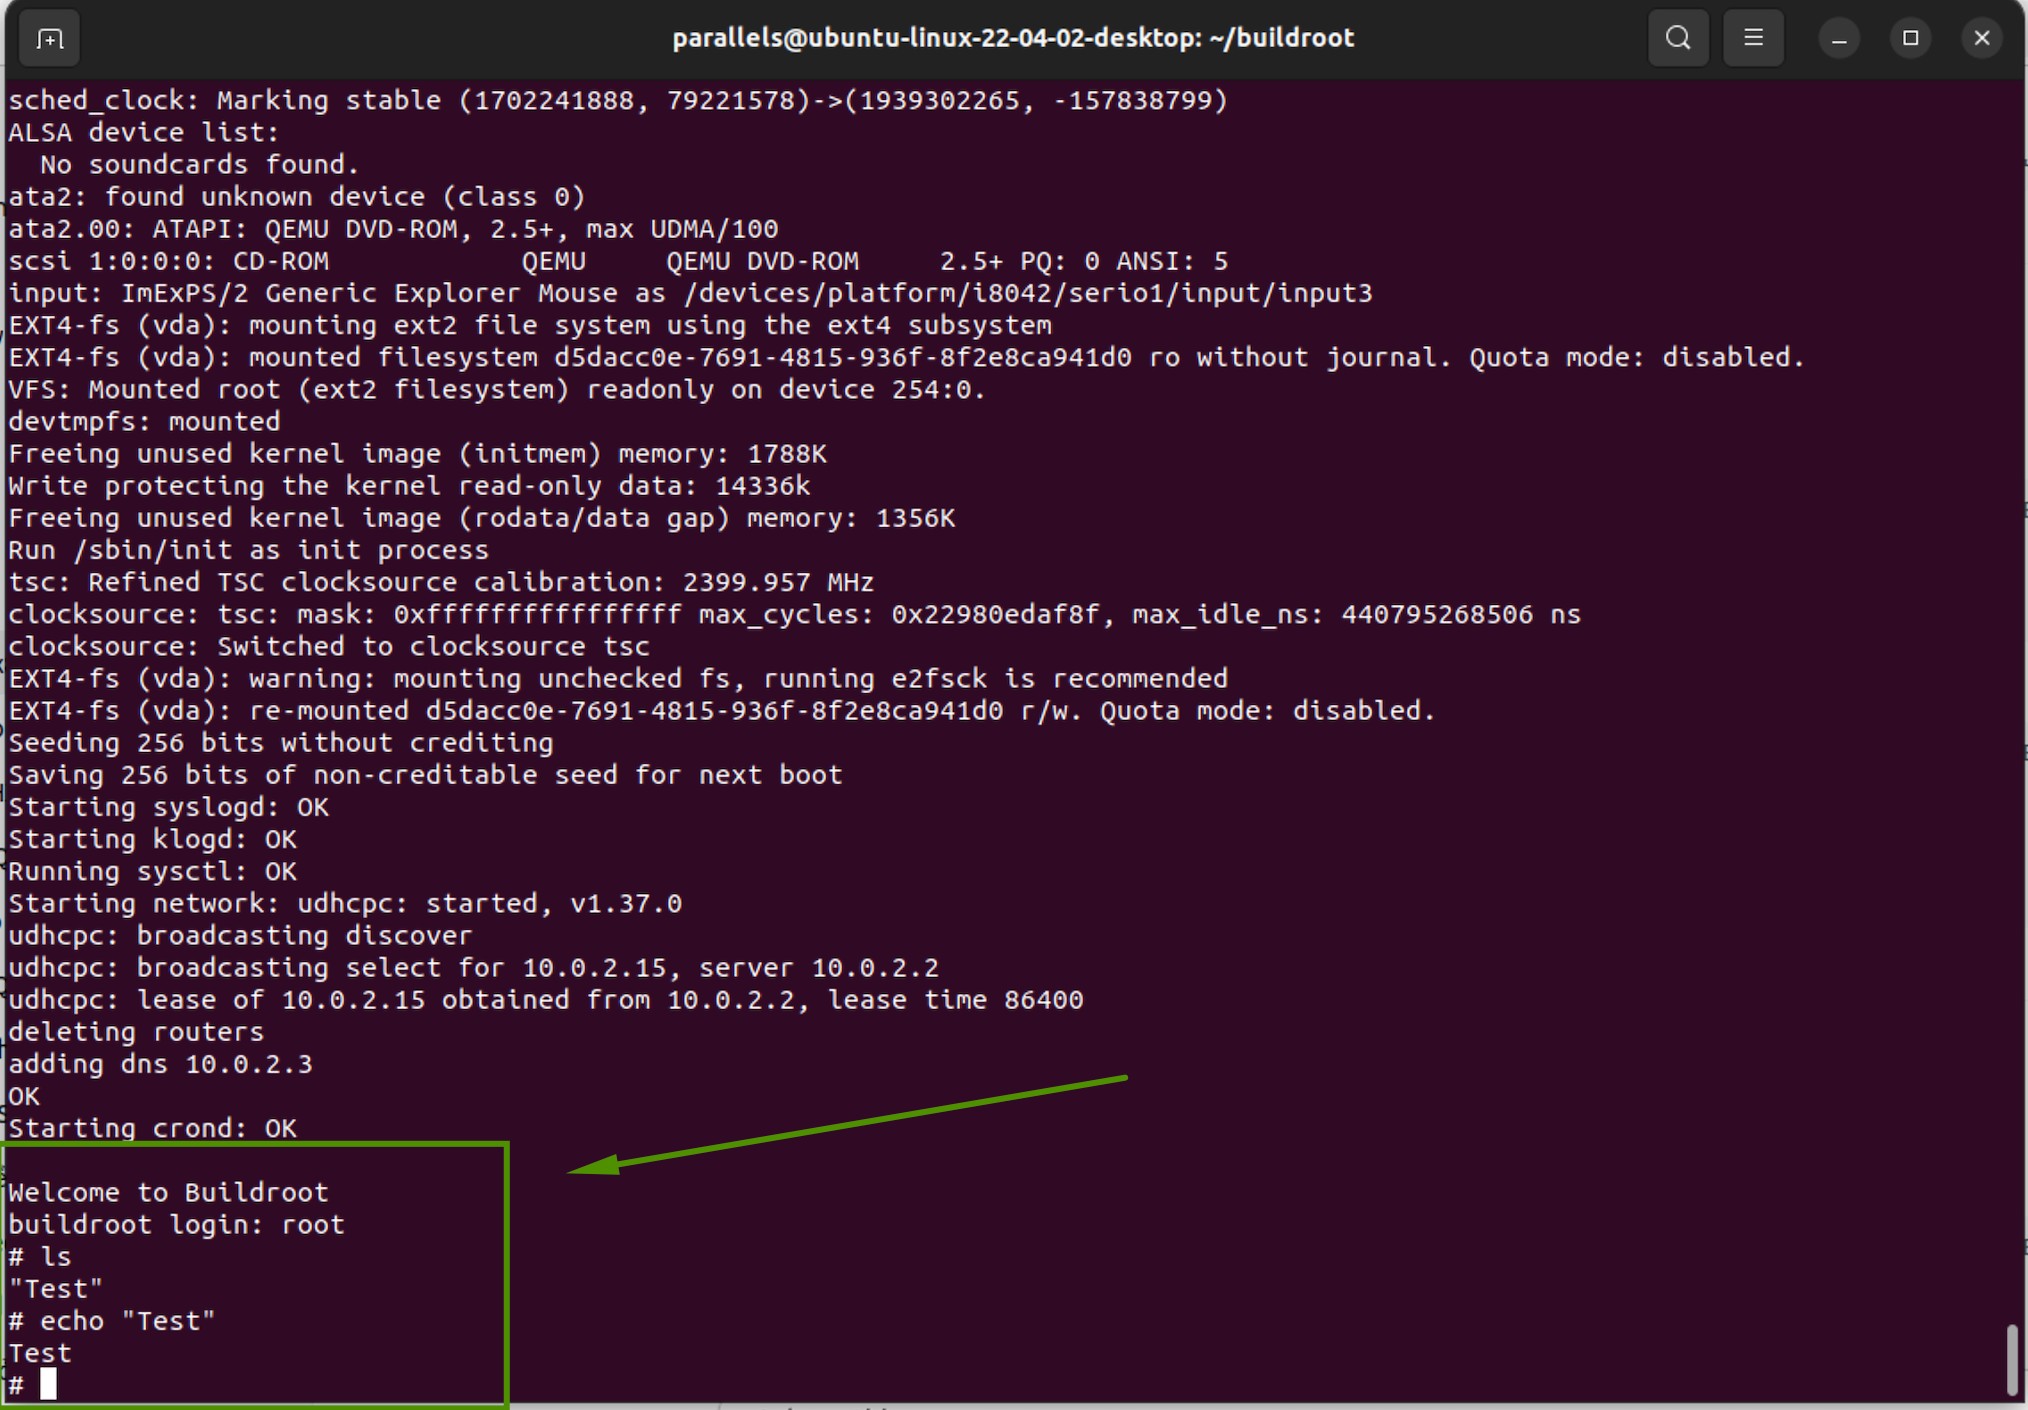 parallels@ubuntu-linux-22-04-02-desktop: ~/buildroot
sched_clock: Marking stable (1702241888, 79221578)->(1939302265, -157838799)
ALSA device list:
  No soundcards found.
ata2: found unknown device (class 0)
ata2.00: ATAPI: QEMU DVD-ROM, 2.5+, max UDMA/100
scsi 1:0:0:0: CD-ROM            QEMU     QEMU DVD-ROM     2.5+ PQ: 0 ANSI: 5
input: ImExPS/2 Generic Explorer Mouse as /devices/platform/i8042/serio1/input/input3
EXT4-fs (vda): mounting ext2 file system using the ext4 subsystem
EXT4-fs (vda): mounted filesystem d5dacc0e-7691-4815-936f-8f2e8ca941d0 ro without journal. Quota mode: disabled.
VFS: Mounted root (ext2 filesystem) readonly on device 254:0.
devtmpfs: mounted
Freeing unused kernel image (initmem) memory: 1788K
Write protecting the kernel read-only data: 14336k
Freeing unused kernel image (rodata/data gap) memory: 1356K
Run /sbin/init as init process
tsc: Refined TSC clocksource calibration: 2399.957 MHz
clocksource: tsc: mask: 0xffffffffffffffff max_cycles: 0x22980edaf8f, max_idle_ns: 440795268506 ns
clocksource: Switched to clocksource tsc
EXT4-fs (vda): warning: mounting unchecked fs, running e2fsck is recommended
EXT4-fs (vda): re-mounted d5dacc0e-7691-4815-936f-8f2e8ca941d0 r/w. Quota mode: disabled.
Seeding 256 bits without crediting
Saving 256 bits of non-creditable seed for next boot
Starting syslogd: OK
Starting klogd: OK
Running sysctl: OK
Starting network: udhcpc: started, v1.37.0
udhcpc: broadcasting discover
udhcpc: broadcasting select for 10.0.2.15, server 10.0.2.2
udhcpc: lease of 10.0.2.15 obtained from 10.0.2.2, lease time 86400
deleting routers
adding dns 10.0.2.3
OK
Starting crond: OK
Welcome to Buildroot
buildroot login: root
# ls
"Test"
# echo "Test"
Test
#